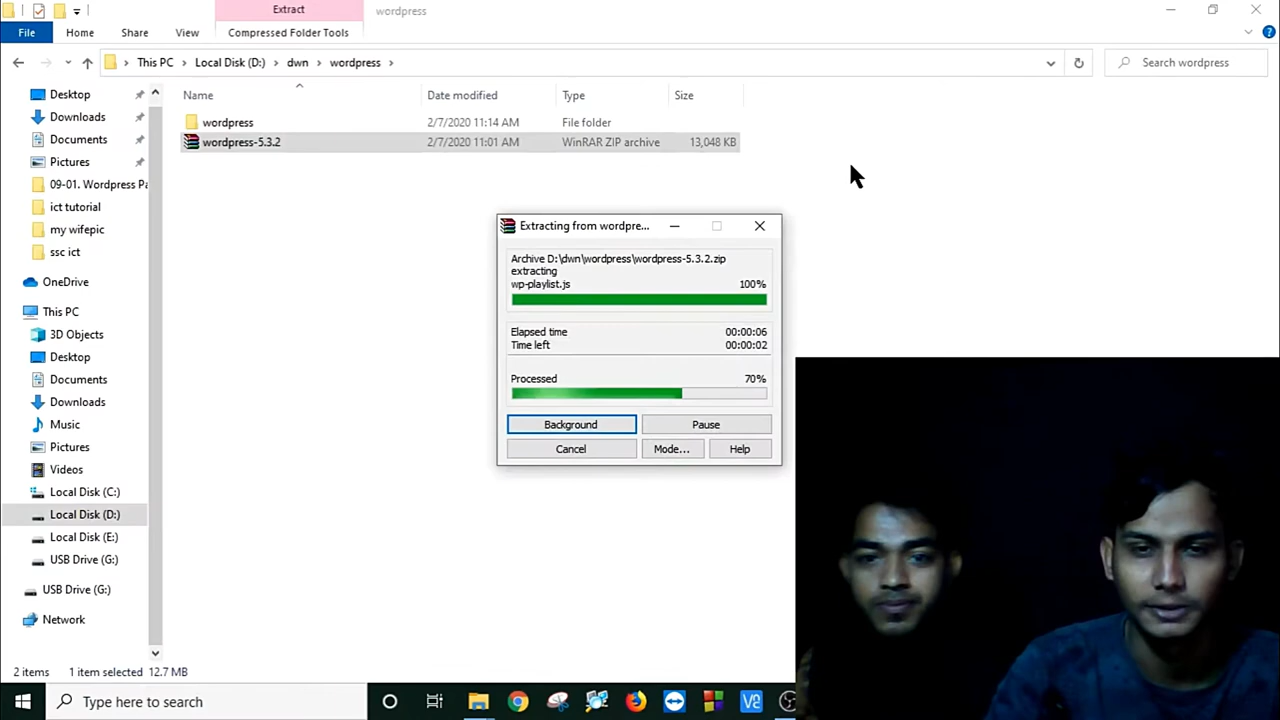 Extract
wordpress
File
Home
Share
View
Compressed Folder Tools
This PC
Local Disk (D:)
dwn
wordpress
Search wordpress
Name
Date modified
Type
Size
wordpress
2/7/2020 11:14 AM
File folder
wordpress-5.3.2
2/7/2020 11:01 AM
WinRAR ZIP archive
13,048 KB
Desktop
Downloads
Documents
Pictures
09-01. Wordpress Pa
ict tutorial
my wifepic
ssc ict
OneDrive
This PC
3D Objects
Desktop
Documents
Downloads
Music
Pictures
Videos
Local Disk (C:)
Local Disk (D:)
Local Disk (E:)
USB Drive (G:)
USB Drive (G:)
Network
Extracting from wordpre...
Archive D:\dwn\wordpress\wordpress-5.3.2.zip
extracting
wp-playlist.js 100%
Elapsed time 00:00:06
Time left 00:00:02
Processed 70%
Background
Pause
Cancel
Mode...
Help
2 items
1 item selected 12.7 MB
Type here to search